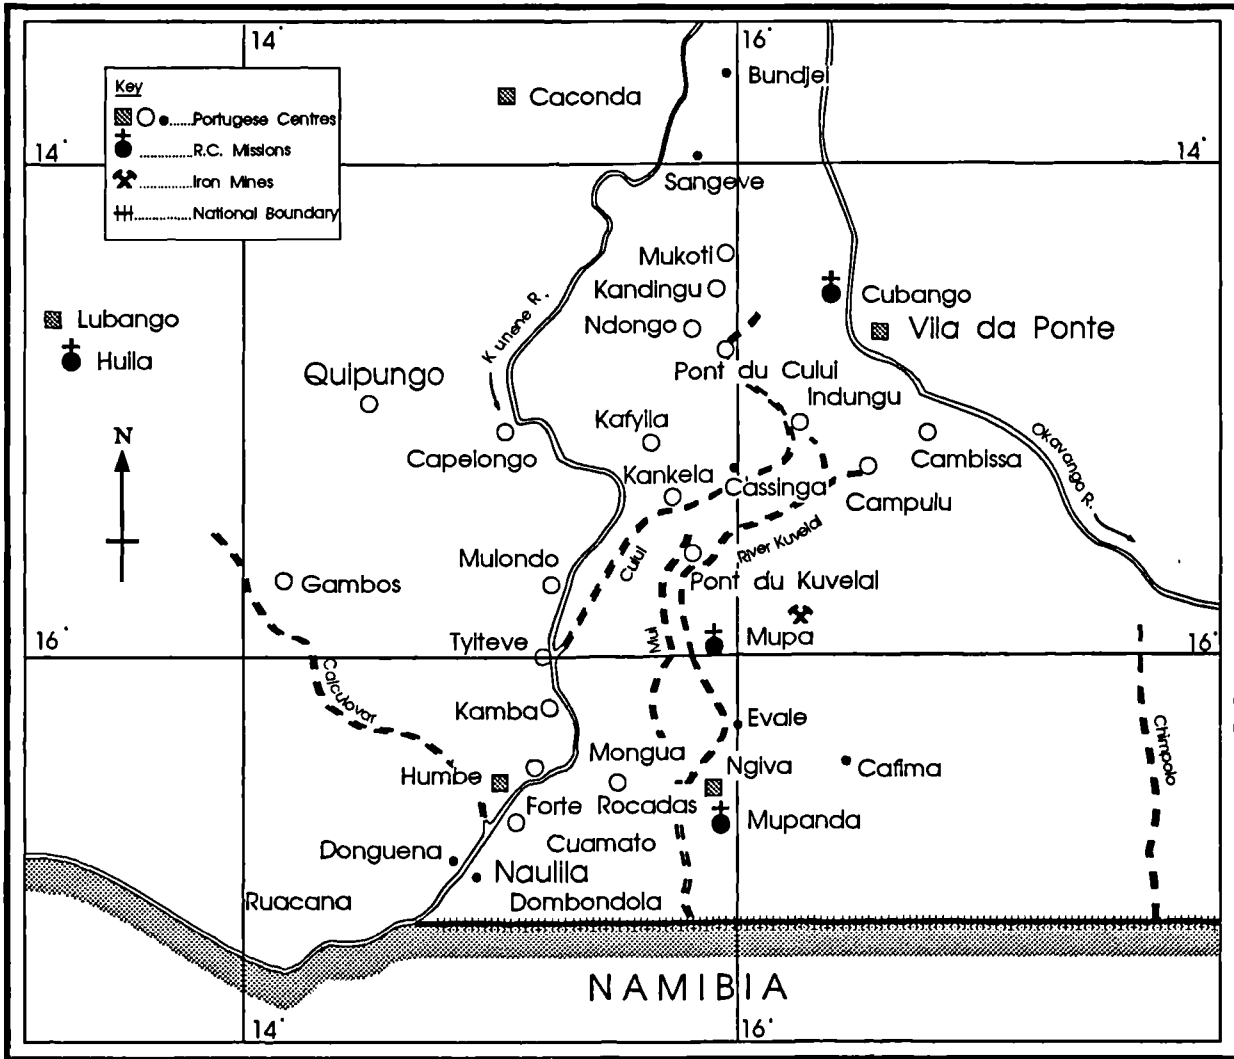 14°
16°
Key
Portugese Centres
R.C. Missions
Iron Mines
National Boundary
Bundjei
Caconda
14°
14°
Sangeve
Mukoti
Kandingu
Cubango
Lubango
Ndongo
Vila da Ponte
Kunene R.
Huila
Pont du Cului
Quipungo
Indungu
Kafyila
Okavango R.
N
Capelongo
Cambissa
Kankela
Cassinga
Campulu
River Kuvelai
Cului
Mulondo
Gambos
Pont du Kuvelai
Mui
Mupa
Tyiteve
16°
Calculovar
Kamba
Evale
Chimpolo
Mongua
Ngiva
Cafima
Humbe
Forte Rocadas
Mupanda
Cuamato
Donguena
Naulila
Ruacana
Dombondola
NAMIBIA
14°
16°